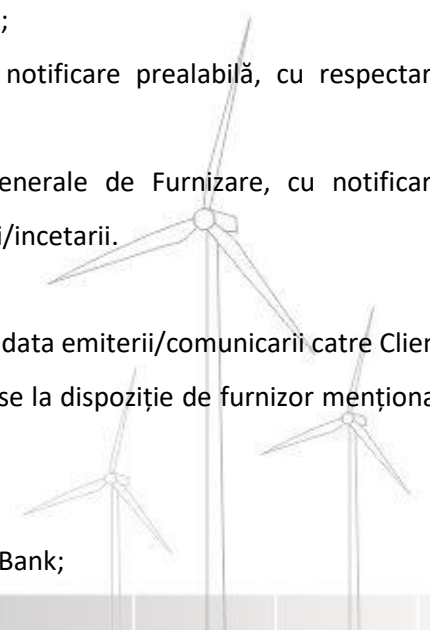 ;
notificare prealabilă, cu respectar
enerale de Furnizare, cu notificar
i/incetarii.
data emiterii/comunicarii catre Clien
se la dispoziție de furnizor menționa
Bank;